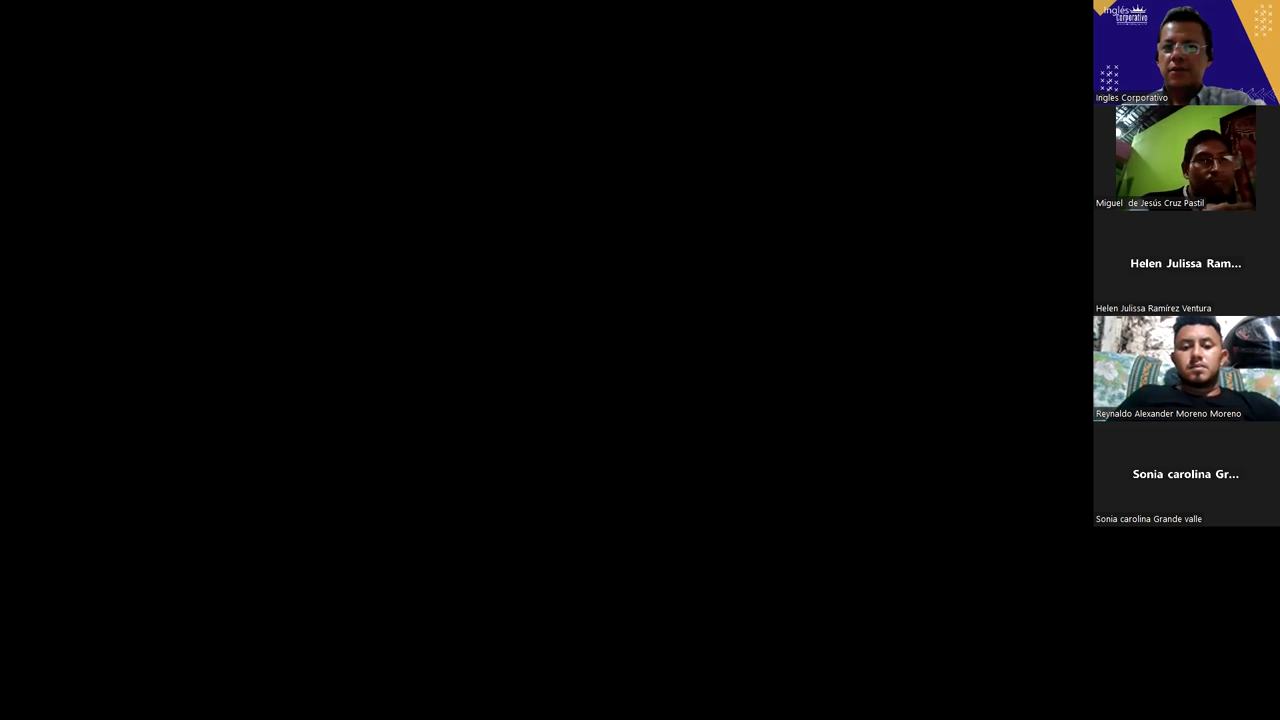 Inglés
Corporativo
Ingles Corporativo
Miguel de Jesús Cruz Pastil
Helen Julissa Ram...
Helen Julissa Ramírez Ventura
Reynaldo Alexander Moreno Moreno
Sonia carolina Gr...
Sonia carolina Grande valle